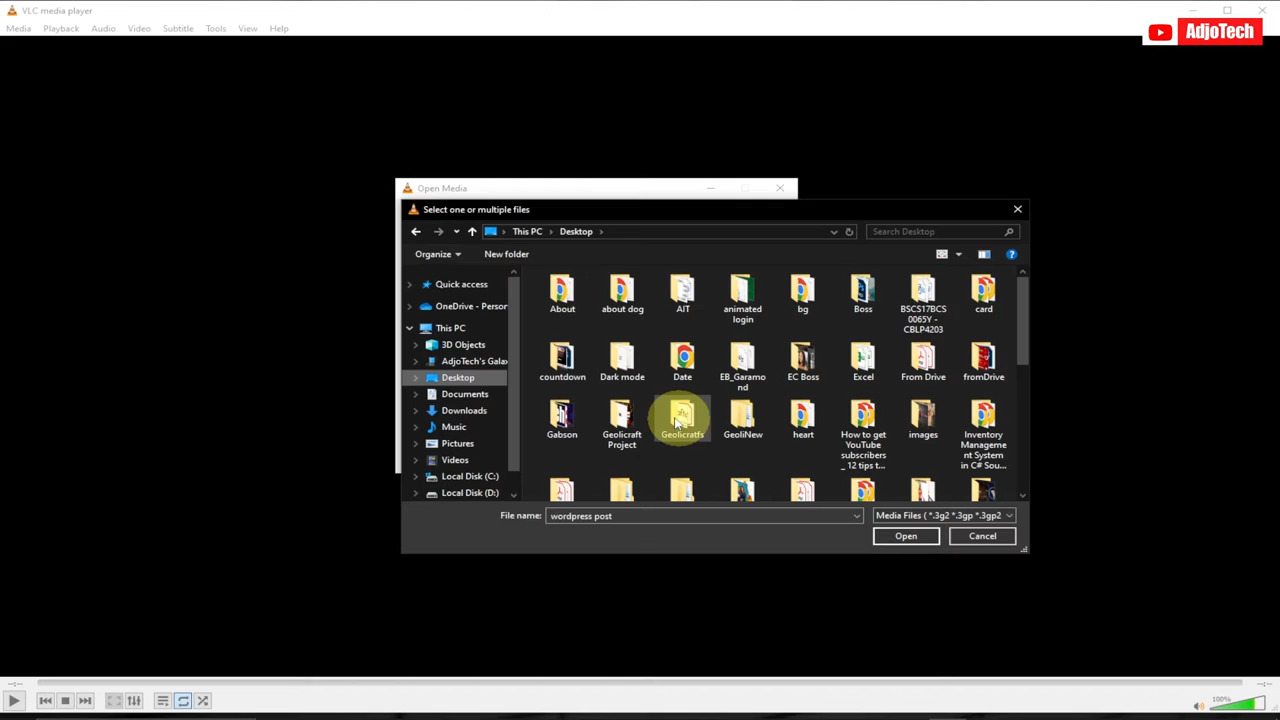 VLC media player
Media Playback Audio Video Subtitle Tools View Help
AdjoTech
Open Media
Select one or multiple files
This PC > Desktop >
Search Desktop
Organize New folder
Quick access
OneDrive - Person
This PC
3D Objects
AdjoTech's Gala
Desktop
Documents
Downloads
Music
Pictures
Videos
Local Disk (C:)
Local Disk (D:)
About
about dog
AIT
animated
login
bg
Boss
BSCS17BCS
0065Y -
CBLP4203
card
countdown
Dark mode
Date
EB_Garamo
nd
EC Boss
Excel
From Drive
fromDrive
Gabson
Geolicraft
Project
Geolicratfs
GeoliNew
heart
How to get
YouTube
subscribers
_ 12 tips t...
images
Inventory
Manageme
nt System
in C# Sou...
File name: wordpress post
Media Files ( *.3g2 *.3gp *.3gp2
Open Cancel
--:-- --:--
100%